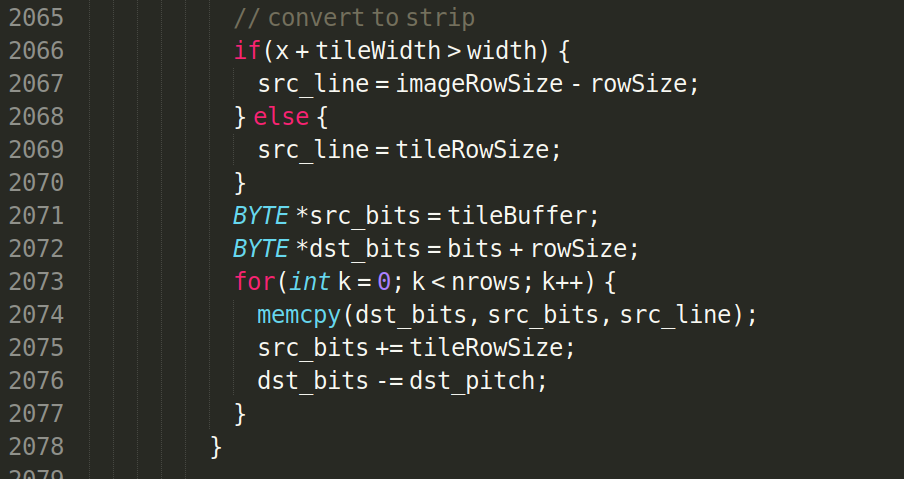 2065 // convert to strip
2066 if(x + tileWidth > width) {
2067 src_line = imageRowSize - rowSize;
2068 } else {
2069 src_line = tileRowSize;
2070 }
2071 BYTE *src_bits = tileBuffer;
2072 BYTE *dst_bits = bits + rowSize;
2073 for(int k = 0; k < nrows; k++) {
2074 memcpy(dst_bits, src_bits, src_line);
2075 src_bits += tileRowSize;
2076 dst_bits -= dst_pitch;
2077 }
2078 }
2079